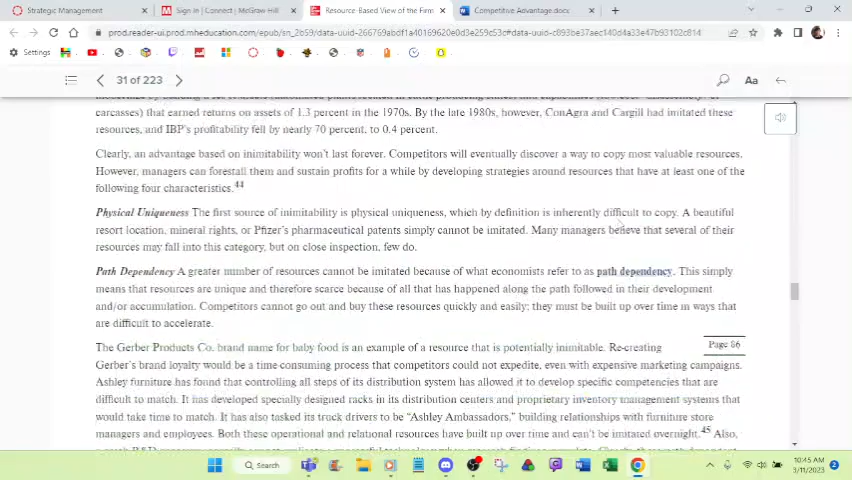 Strategic Management
Sign In | Connect | McGraw Hill
Resource-Based View of the Firm
Competitive Advantage.docx
prod.reader-ui.prod.mheducation.com/epub/sn_2b59/data-uuid-266769abdf1a40169620e0d3e259c53c#data-uuid-c893be37aec140d4a33e47b93102c814
Settings
31 of 223
Aa
carcasses) that earned returns on assets of 1.3 percent in the 1970s. By the late 1980s, however, ConAgra and Cargill had imitated these
resources, and IBP's profitability fell by nearly 70 percent, to 0.4 percent.
Clearly, an advantage based on inimitability won't last forever. Competitors will eventually discover a way to copy most valuable resources.
However, managers can forestall them and sustain profits for a while by developing strategies around resources that have at least one of the
following four characteristics.44
Physical Uniqueness The first source of inimitability is physical uniqueness, which by definition is inherently difficult to copy. A beautiful
resort location, mineral rights, or Pfizer's pharmaceutical patents simply cannot be imitated. Many managers believe that several of their
resources may fall into this category, but on close inspection, few do.
Path Dependency A greater number of resources cannot be imitated because of what economists refer to as path dependency. This simply
means that resources are unique and therefore scarce because of all that has happened along the path followed in their development
and/or accumulation. Competitors cannot go out and buy these resources quickly and easily; they must be built up over time in ways that
are difficult to accelerate.
The Gerber Products Co. brand name for baby food is an example of a resource that is potentially inimitable. Re-creating
Page 86
Gerber's brand loyalty would be a time-consuming process that competitors could not expedite, even with expensive marketing campaigns.
Ashley furniture has found that controlling all steps of its distribution system has allowed it to develop specific competencies that are
difficult to match. It has developed specially designed racks in its distribution centers and proprietary inventory management systems that
would take time to match. It has also tasked its truck drivers to be "Ashley Ambassadors," building relationships with furniture store
managers and employees. Both these operational and relational resources have built up over time and can't be imitated overnight.45 Also,
Search
10:45 AM
3/11/2023